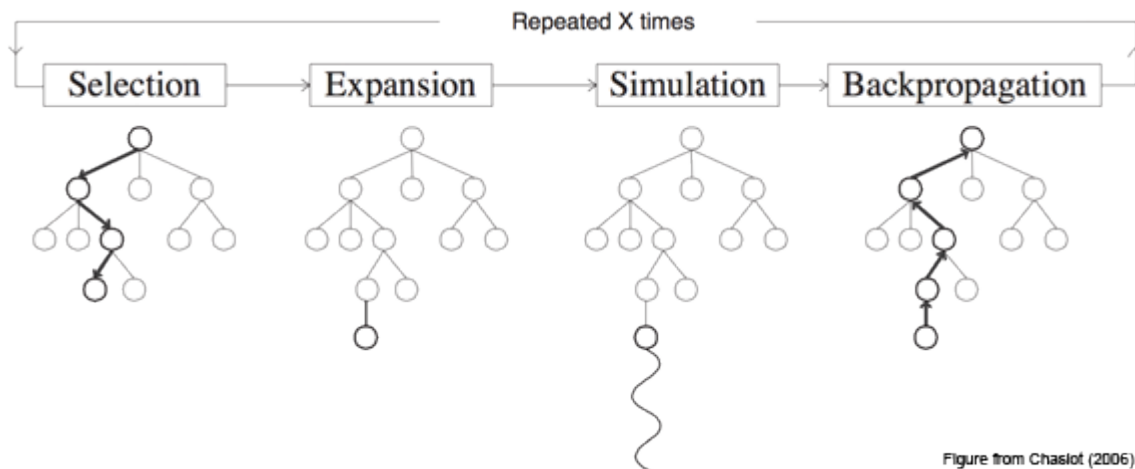 Repeated X times
Selection
Expansion
Simulation
Backpropagation
Figure from Chaslot (2006)